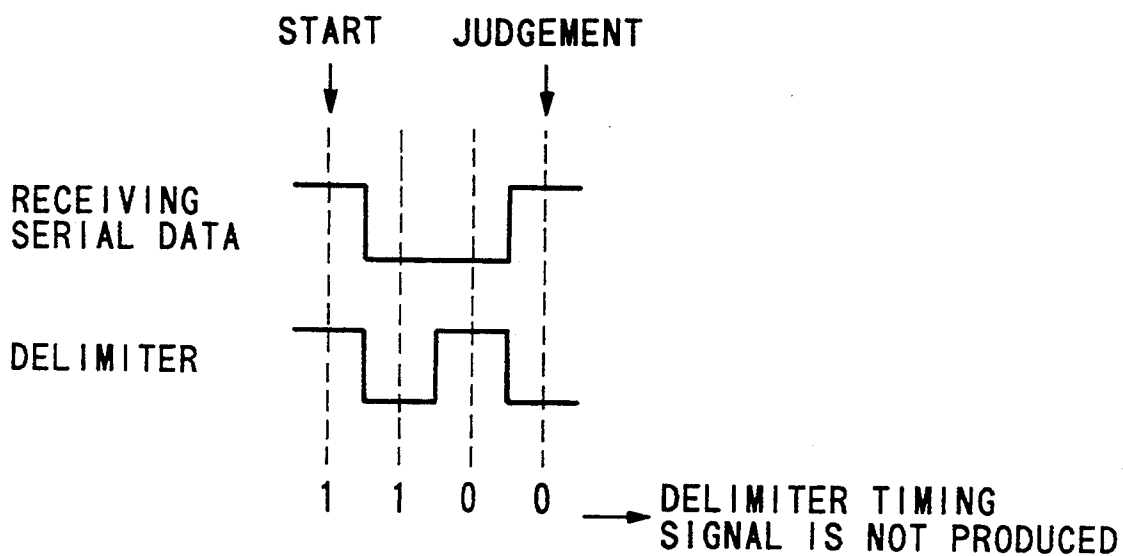 START JUDGEMENT
RECEIVING
SERIAL DATA
DELIMITER
1 1 0 0
DELIMITER TIMING
SIGNAL IS NOT PRODUCED